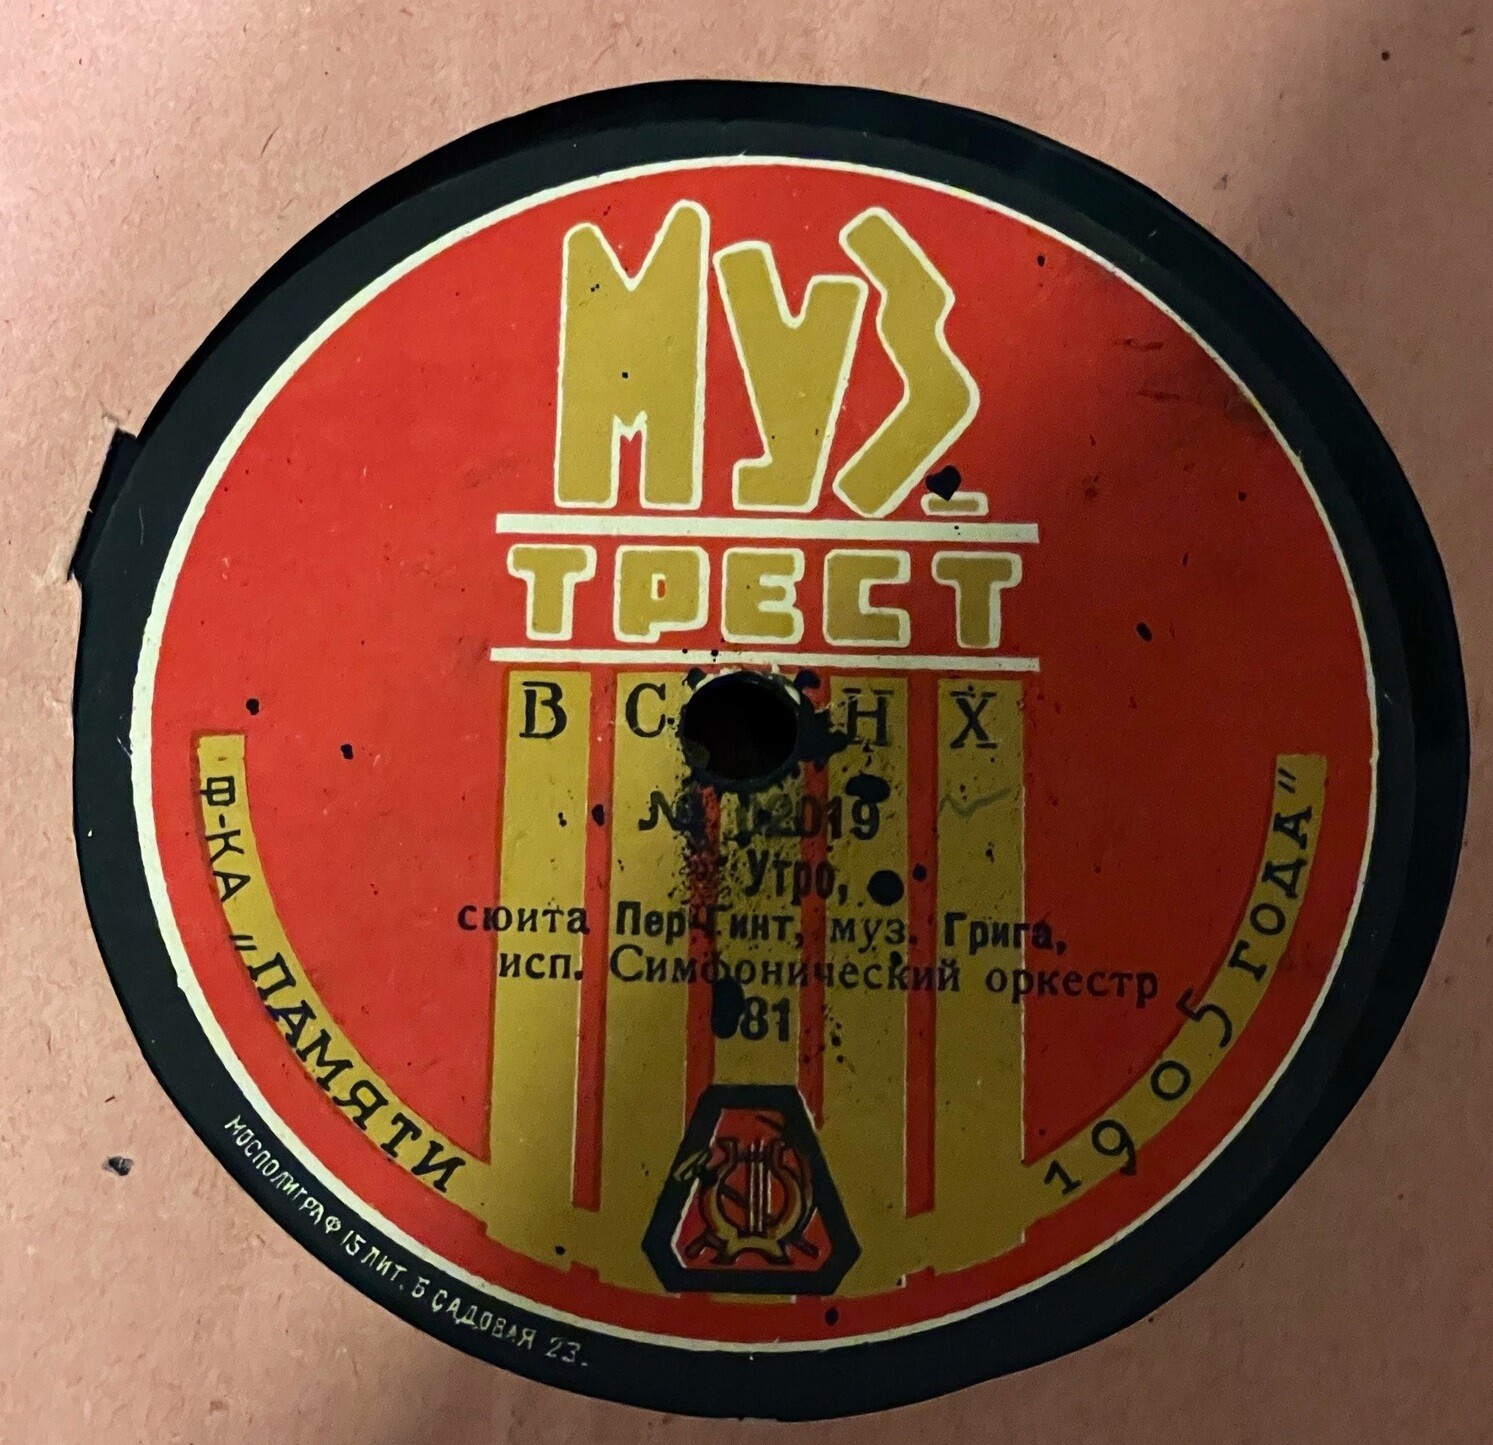 МУЗ-
ТРЕСТ
В С Н Х
Утро,
сюита Пер-Гинт, муз. Грига,
исп. Симфонический оркестр
Ф-КА „ПАМЯТИ
1905 ГОДА”
МОСПОЛИГРАФ 15 ЛИТ. Б САДОВАЯ 23.